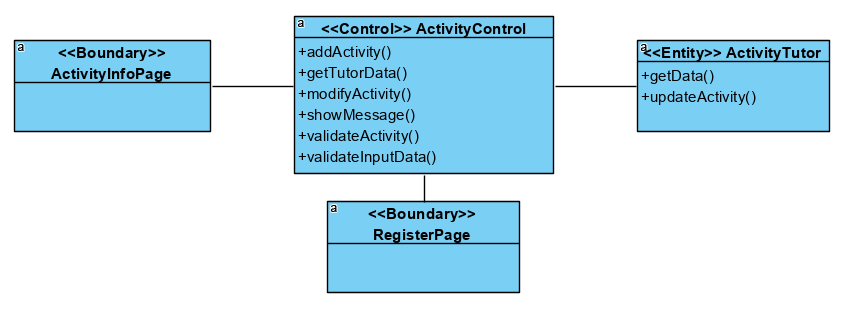 a
<<Boundary>>
ActivityInfoPage
a
<<Control>> ActivityControl
+addActivity()
+getTutorData()
+modifyActivity()
+showMessage()
+validateActivity()
+validateInputData()
a
<<Entity>> ActivityTutor
+getData()
+updateActivity()
a
<<Boundary>>
RegisterPage